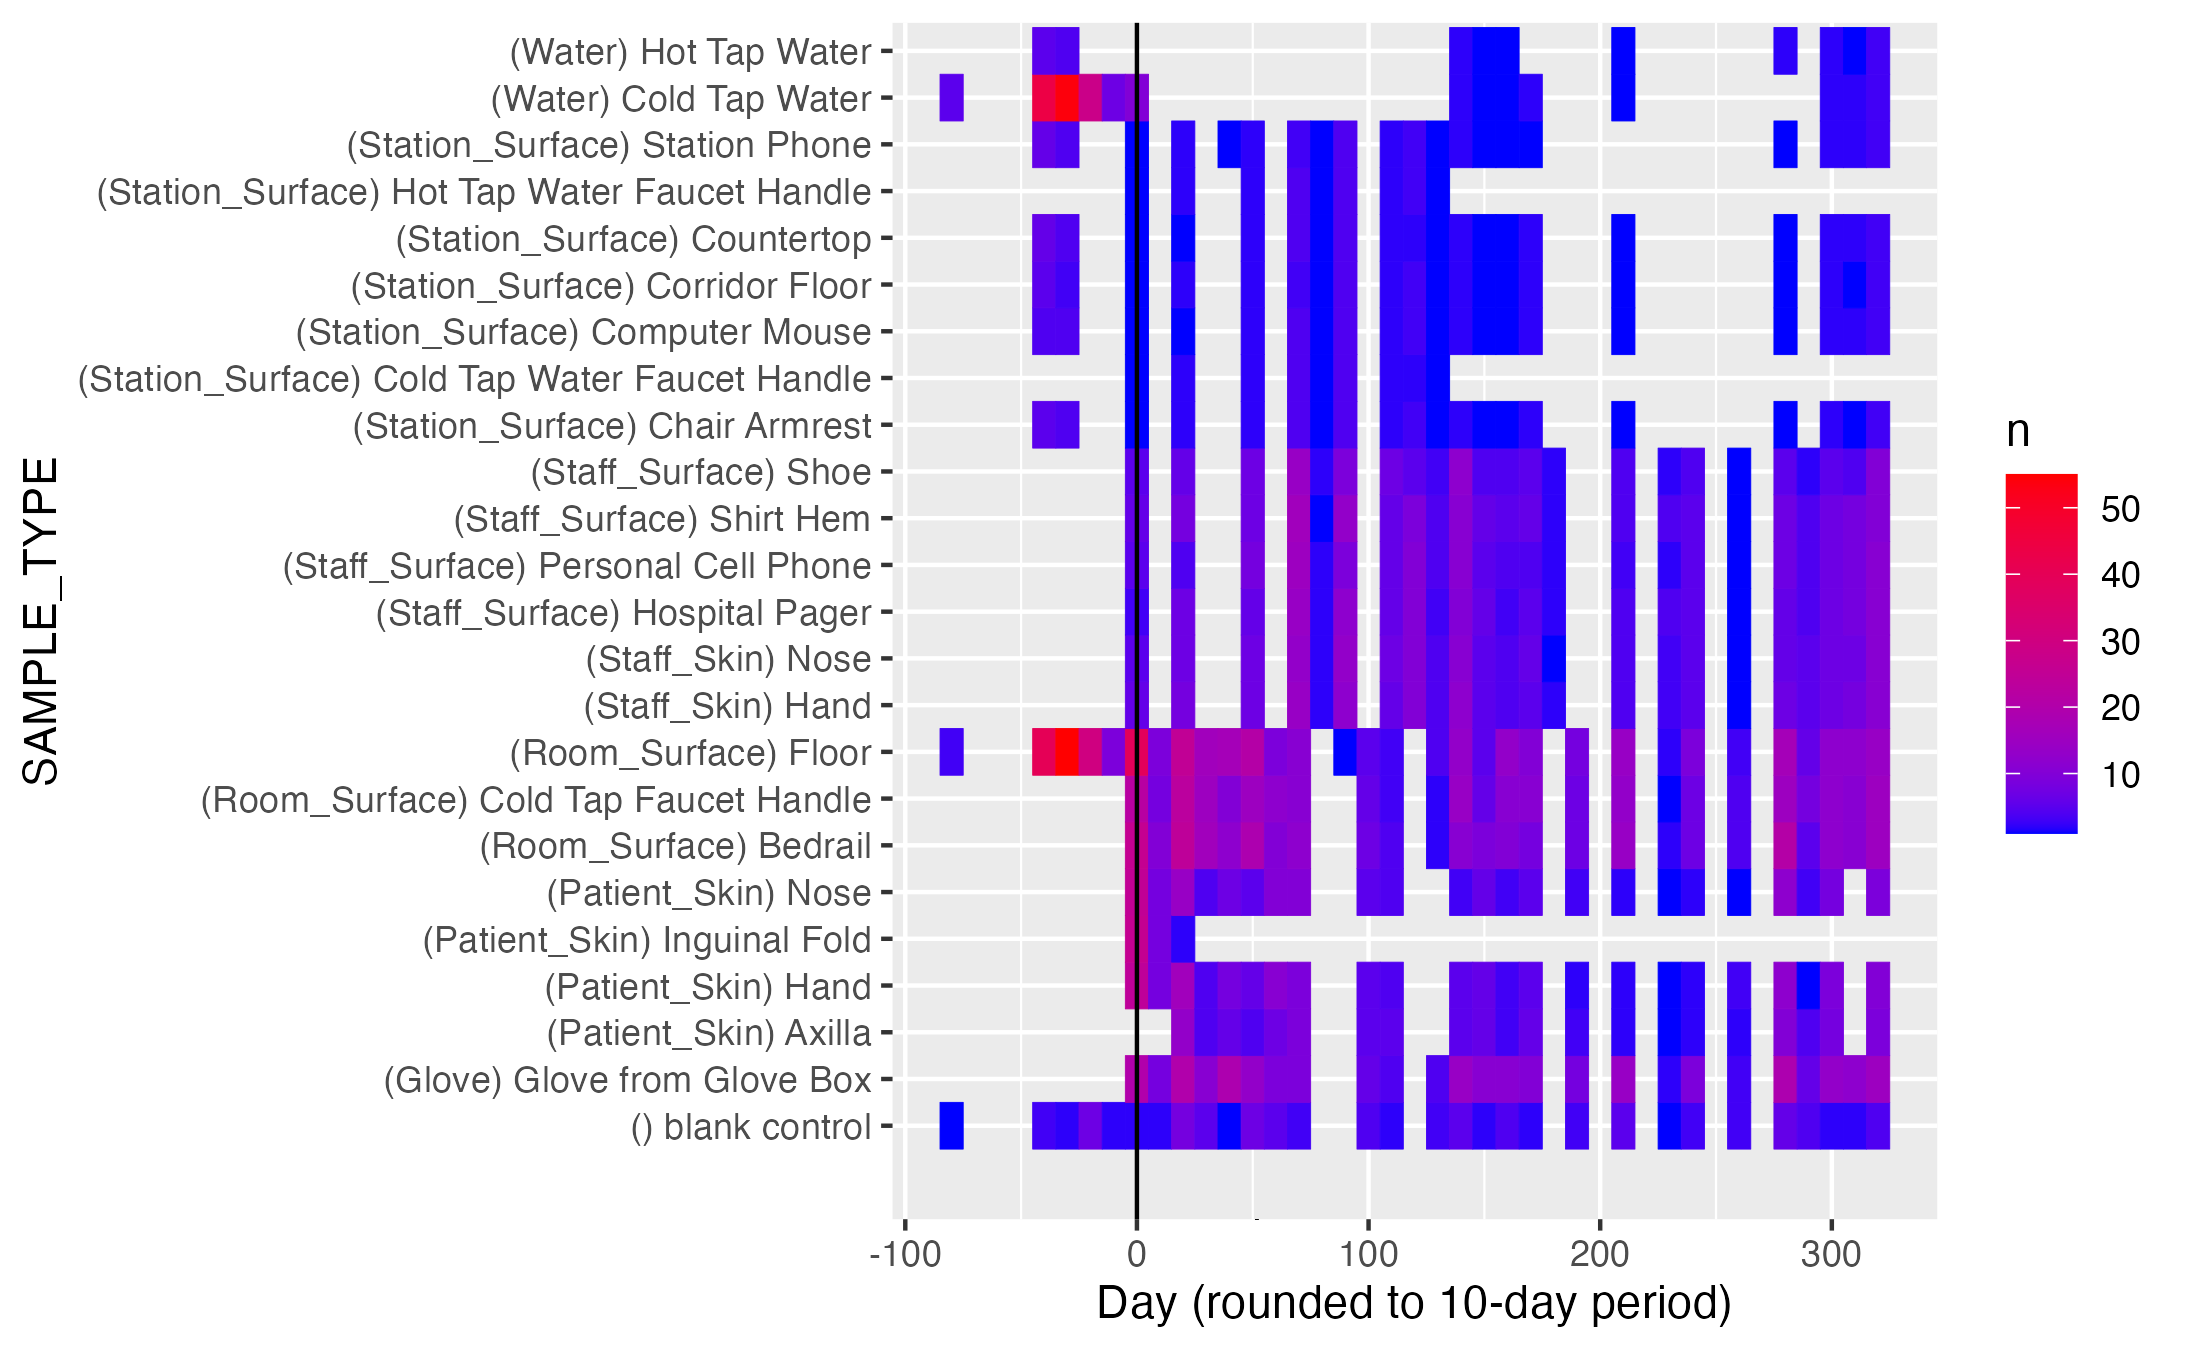 (Water) Hot Tap Water
(Water) Cold Tap Water
(Station_Surface) Station Phone
(Station_Surface) Hot Tap Water Faucet Handle
(Station_Surface) Countertop
(Station_Surface) Corridor Floor
(Station_Surface) Computer Mouse
(Station_Surface) Cold Tap Water Faucet Handle
(Station_Surface) Chair Armrest
(Staff_Surface) Shoe
(Staff_Surface) Shirt Hem
(Staff_Surface) Personal Cell Phone
(Staff_Surface) Hospital Pager
(Staff_Skin) Nose
(Staff_Skin) Hand
(Room_Surface) Floor
(Room_Surface) Cold Tap Faucet Handle
(Room_Surface) Bedrail
(Patient_Skin) Nose
(Patient_Skin) Inguinal Fold
(Patient_Skin) Hand
(Patient_Skin) Axilla
(Glove) Glove from Glove Box
() blank control
SAMPLE_TYPE
-100 0 100 200 300
Day (rounded to 10-day period)
n
50
40
30
20
10